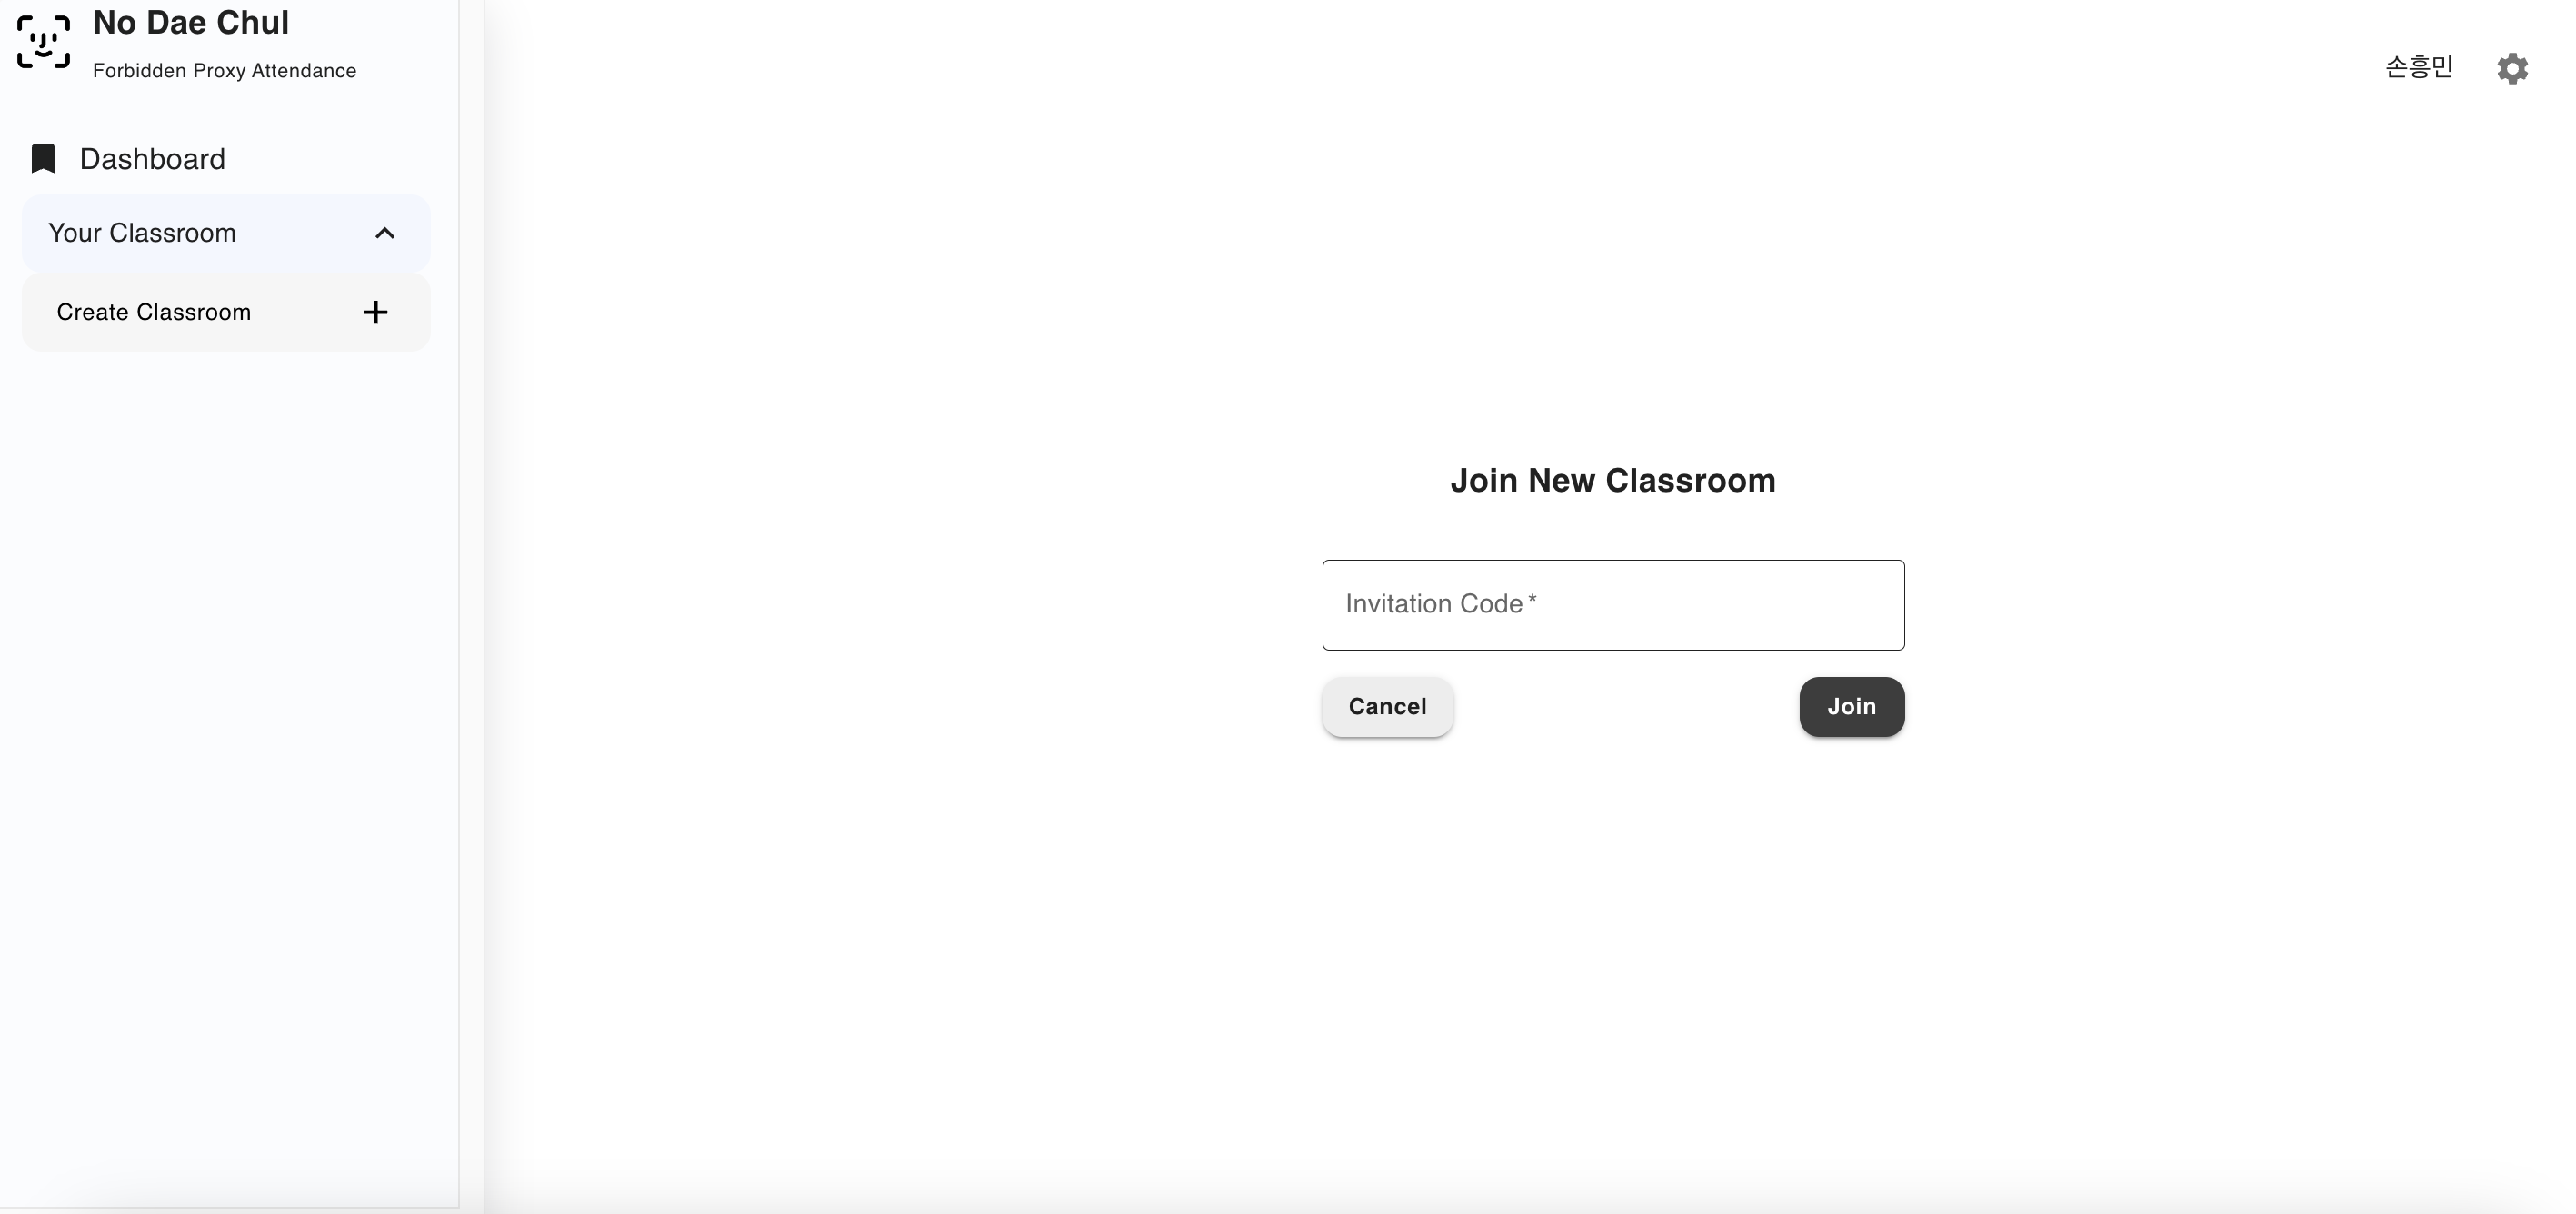 No Dae Chul
Forbidden Proxy Attendance
손흥민
Dashboard
Your Classroom
Create Classroom
Join New Classroom
Invitation Code *
Cancel
Join